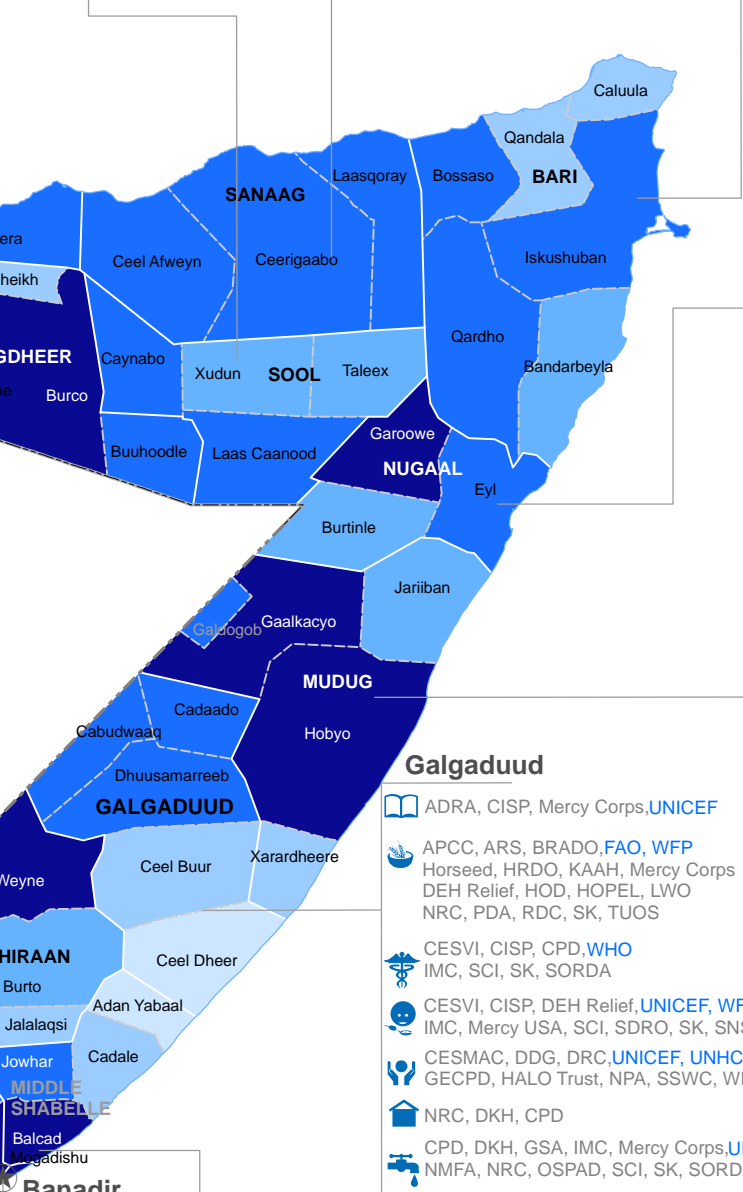 Caluula
Qandala
Laasqoray
Bossaso
BARI
SANAAG
era
Ceel Afweyn
Ceerigaabo
Iskushuban
heikh
Qardho
GDHEER
Caynabo
Xudun
SOOL
Taleex
Bandarbeyla
Burco
Garoowe
Buuhoodle
Laas Caanood
NUGAAL
Eyl
Burtinle
Jariiban
Galdogob
Gaalkacyo
MUDUG
Cadaado
Cabudwaaq
Hobyo
Dhuusamarreeb
GALGADUUD
Galgaduud
ADRA, CISP, Mercy Corps,UNICEF
APCC, ARS, BRADO,FAO, WFP
Horseed, HRDO, KAAH, Mercy Corps
DEH Relief, HOD, HOPEL, LWO
NRC, PDA, RDC, SK, TUOS
CESVI, CISP, CPD,WHO
IMC, SCI, SK, SORDA
CESVI, CISP, DEH Relief,UNICEF, WF
IMC, Mercy USA, SCI, SDRO, SK, SNS
CESMAC, DDG, DRC,UNICEF, UNHC
GECPD, HALO Trust, NPA, SSWC, W
NRC, DKH, CPD
CPD, DKH, GSA, IMC, Mercy Corps,U
NMFA, NRC, OSPAD, SCI, SK, SORD
Xarardheere
Ceel Buur
Weyne
HIRAAN
Ceel Dheer
Burto
Adan Yabaal
Jalalaqsi
Cadale
Jowhar
MIDDLE
SHABELLE
Balcad
Mogadishu
Banadir